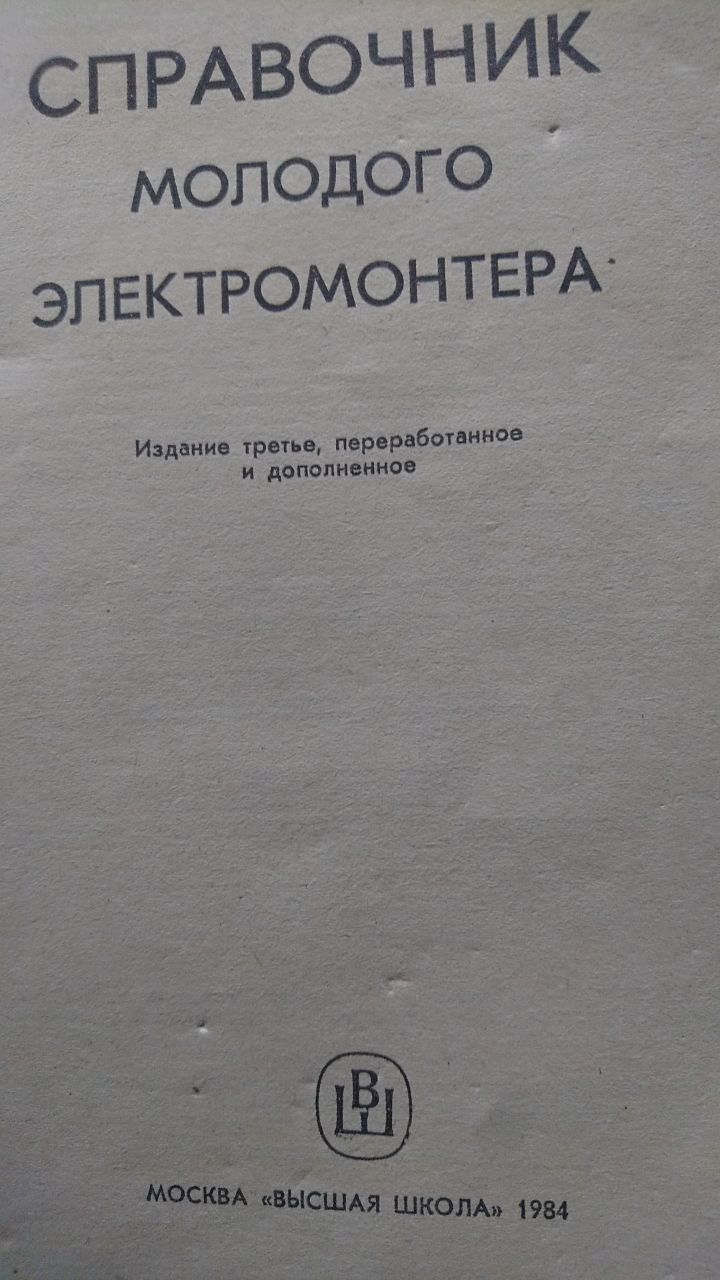 СПРАВОЧНИК
МОЛОДОГО
ЭЛЕКТРОМОНТЕРА
Издание третье, переработанное
и дополненное
ВШ
МОСКВА «ВЫСШАЯ ШКОЛА» 1984